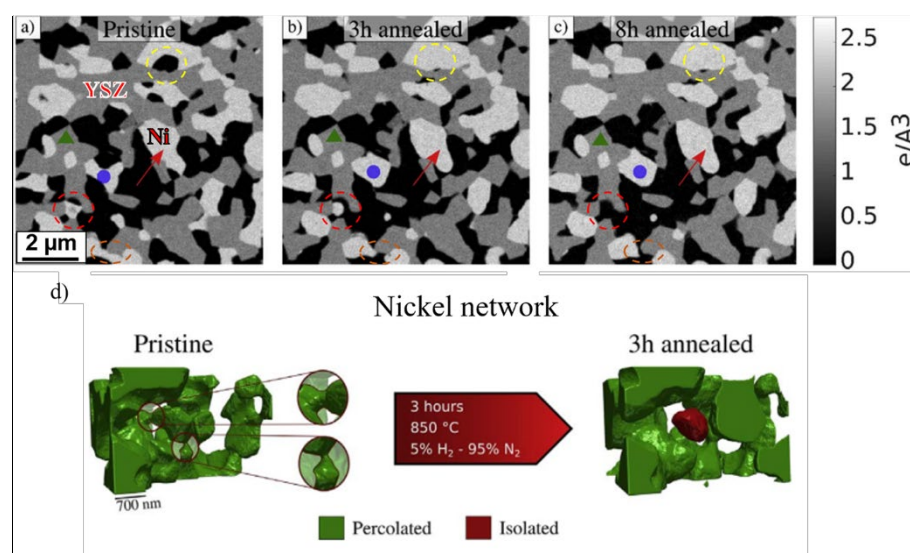 a) Pristine
b) 3h annealed
c) 8h annealed
YSZ
Ni
2 µm
2.5
2
1.5
1
0.5
0
e/A3
d)
Nickel network
Pristine
3h annealed
3 hours
850 °C
5% H₂ - 95% N₂
700 nm
Percolated
Isolated